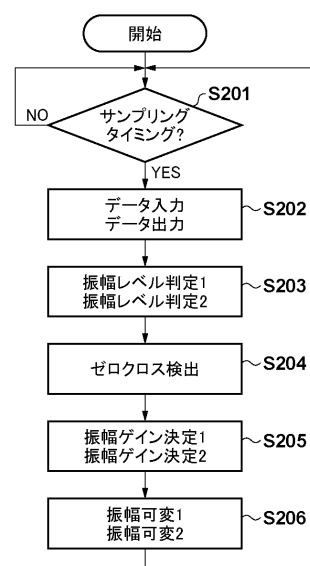 開始
S201
サンプリング
タイミング?
NO
YES
データ入力
データ出力
S202
振幅レベル判定1
振幅レベル判定2
S203
ゼロクロス検出
S204
振幅ゲイン決定1
振幅ゲイン決定2
S205
振幅可変1
振幅可変2
S206